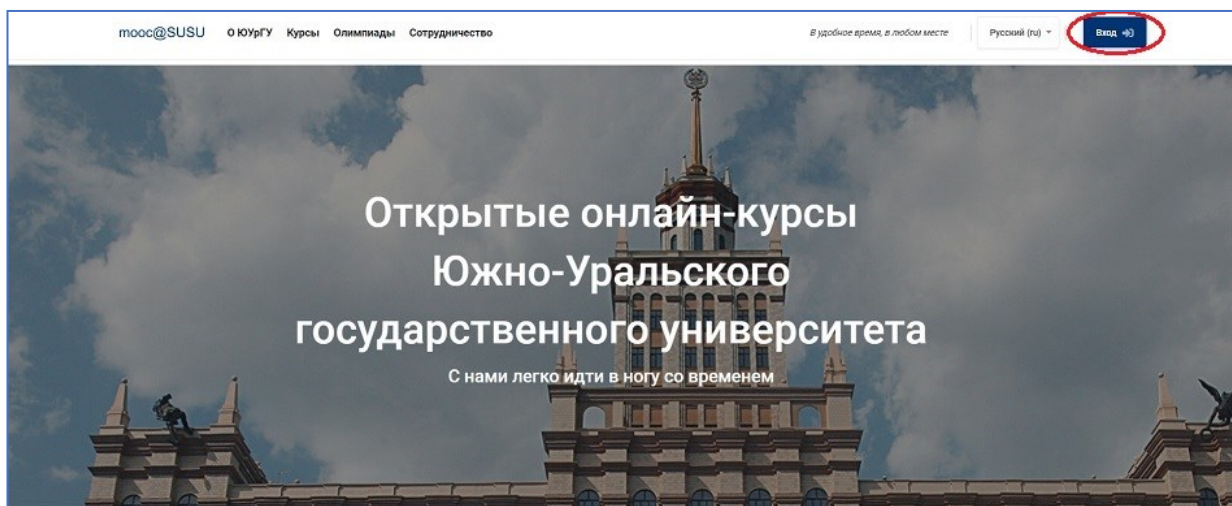 mooc@SUSU О ЮУрГУ Курсы Олимпиады Сотрудничество В удобное время, в любом месте Русский (ru) Вход
Открытые онлайн-курсы
Южно-Уральского
государственного университета
С нами легко идти в ногу со временем